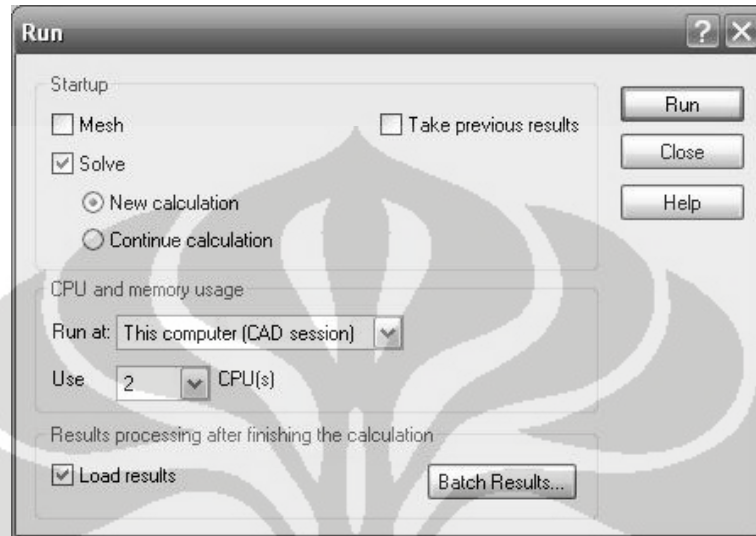 Run
Startup
Mesh
Take previous results
Solve
New calculation
Continue calculation
CPU and memory usage
Run at: This computer (CAD session)
Use 2 CPU(s)
Results processing after finishing the calculation
Load results
Batch Results...
Run
Close
Help